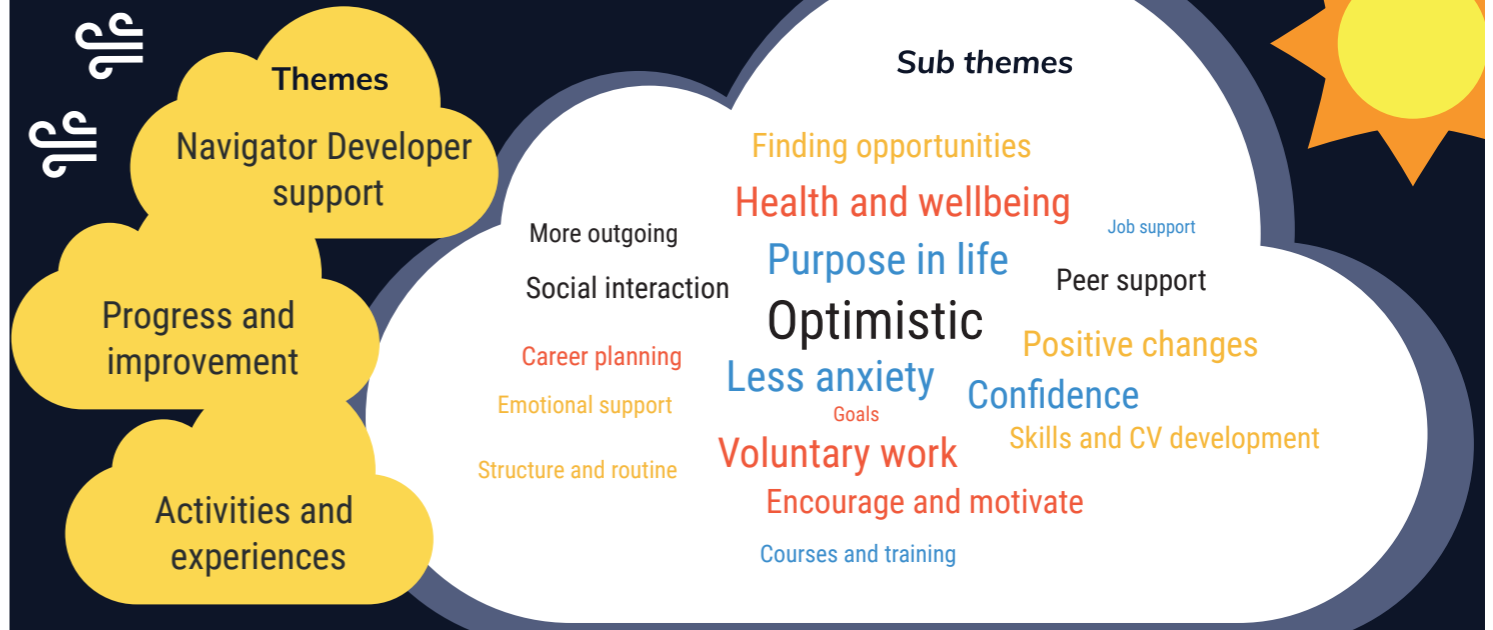 Themes
Navigator Developer
support
Progress and
improvement
Activities and
experiences
Sub themes
Finding opportunities
Health and wellbeing
Job support
More outgoing
Purpose in life
Peer support
Social interaction
Optimistic
Positive changes
Career planning
Less anxiety
Confidence
Emotional support
Goals
Skills and CV development
Voluntary work
Structure and routine
Encourage and motivate
Courses and training